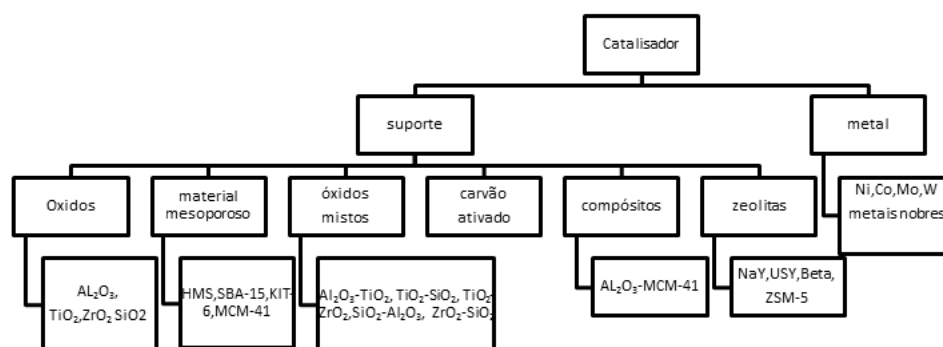 Catalisador
suporte
metal
Oxidos
material
mesoporoso
óxidos
mistos
carvão
ativado
compósitos
zeolitas
Ni,Co,Mo,W
metais nobres
AL₂O₃,
TiO₂,ZrO₂ SiO2
HMS,SBA-15,KIT-
6,MCM-41
Al₂O₃-TiO₂, TiO₂-SiO₂, TiO₂-
ZrO₂,SiO₂-Al₂O₃, ZrO₂-SiO₂
AL₂O₃-MCM-41
NaY,USY,Beta,
ZSM-5